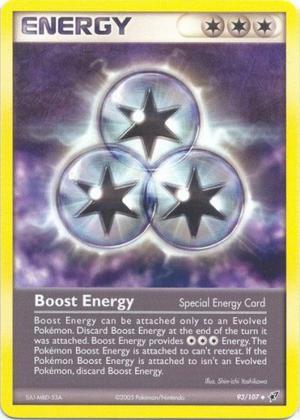 ENERGY
Boost Energy Special Energy Card
Boost Energy can be attached only to an Evolved
Pokémon. Discard Boost Energy at the end of the turn it
was attached. Boost Energy provides Energy. The
Pokémon Boost Energy is attached to can't retreat. If the
Pokémon Boost Energy is attached to isn't an Evolved
Pokémon, discard Boost Energy.
Illus. Shin-ichi Yoshikawa
©2005 Pokémon/Nintendo 93/107